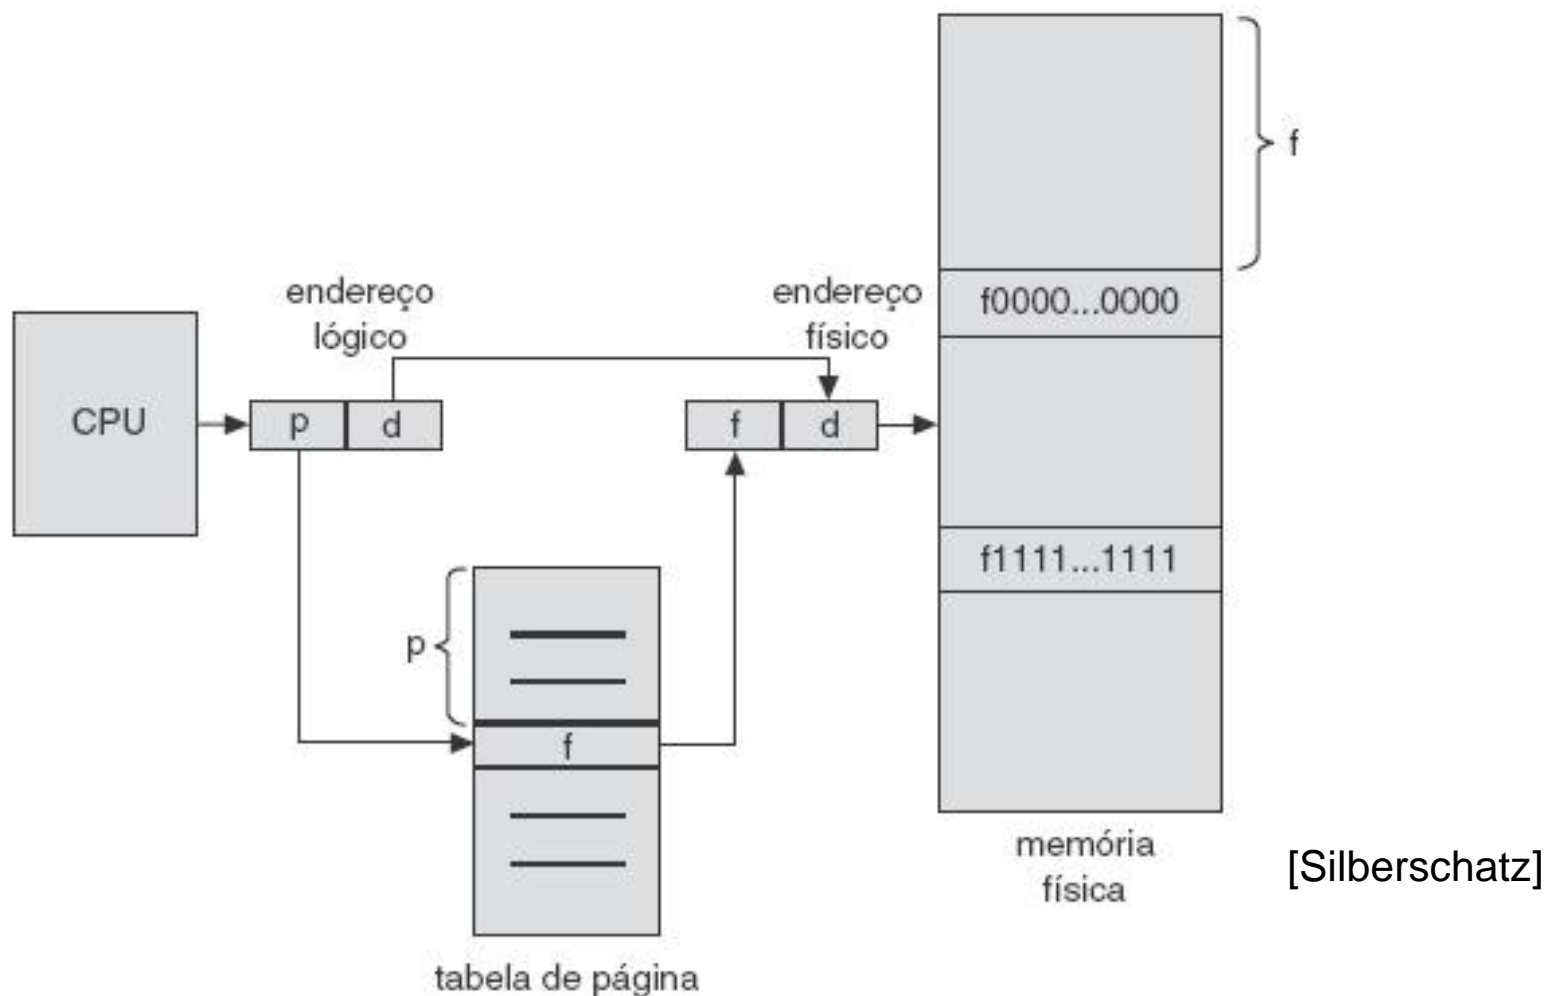 f
f0000...0000
endereço
lógico
endereço
físico
CPU
p d
f d
f1111...1111
p
f
memória
física
[Silberschatz]
tabela de página